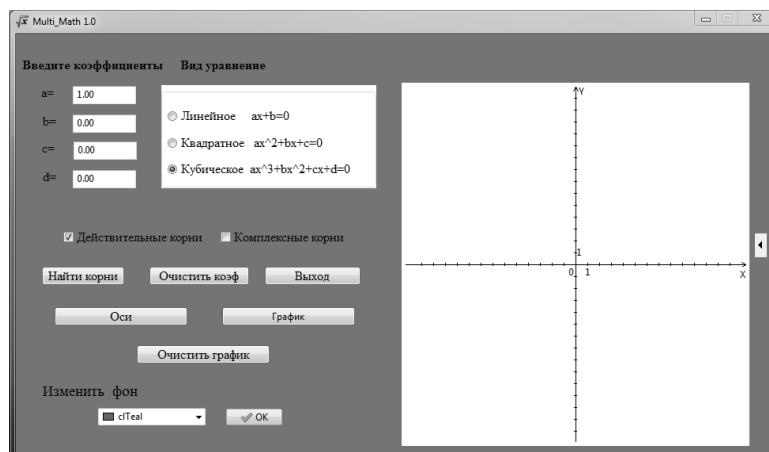 Multi_Math 1.0
Введите коэффициенты Вид уравнение
a= 1.00
b= 0.00
c= 0.00
d= 0.00
Линейное ax+b=0
Квадратное ax^2+bx+c=0
Кубическое ax^3+bx^2+cx+d=0
Действительные корни Комплексные корни
Найти корни Очистить коэф Выход
Оси График
Очистить график
Изменить фон
clTeal OK
Y
1
0 1 X